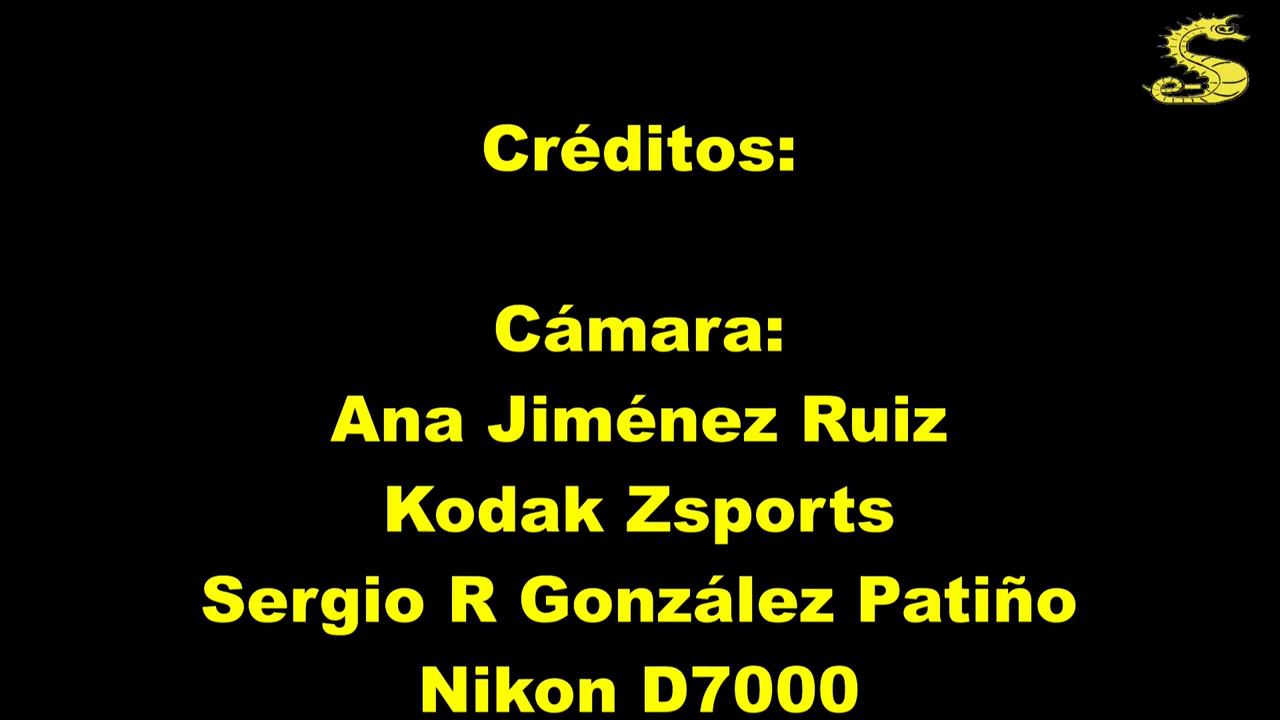 Créditos:
Cámara:
Ana Jiménez Ruiz
Kodak Zsports
Sergio R González Patiño
Nikon D7000